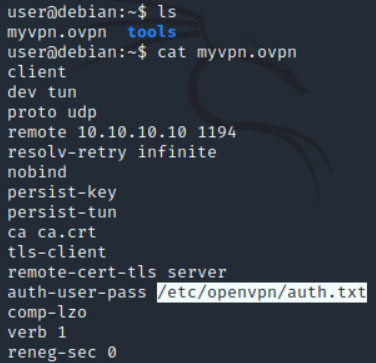 user@debian:~$ ls
myvpn.ovpn  tools
user@debian:~$ cat myvpn.ovpn
client
dev tun
proto udp
remote 10.10.10.10 1194
resolv-retry infinite
nobind
persist-key
persist-tun
ca ca.crt
tls-client
remote-cert-tls server
auth-user-pass /etc/openvpn/auth.txt
comp-lzo
verb 1
reneg-sec 0